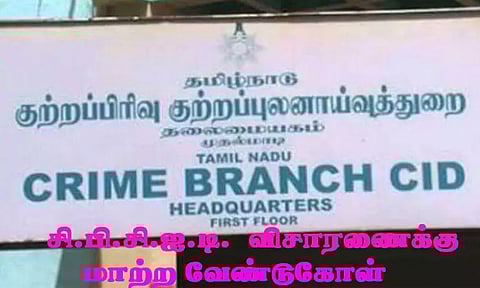 தமிழ்நாடு
குற்றப்பிரிவு குற்றப்புலனாய்வுத்துறை
தலைமையகம்
முதல்மாடி
TAMIL NADU
CRIME BRANCH CID
HEADQUARTERS
FIRST FLOOR
சி.பி.சி.ஐ.டி. விசாரணைக்கு
மாற்ற வேண்டுகோள்